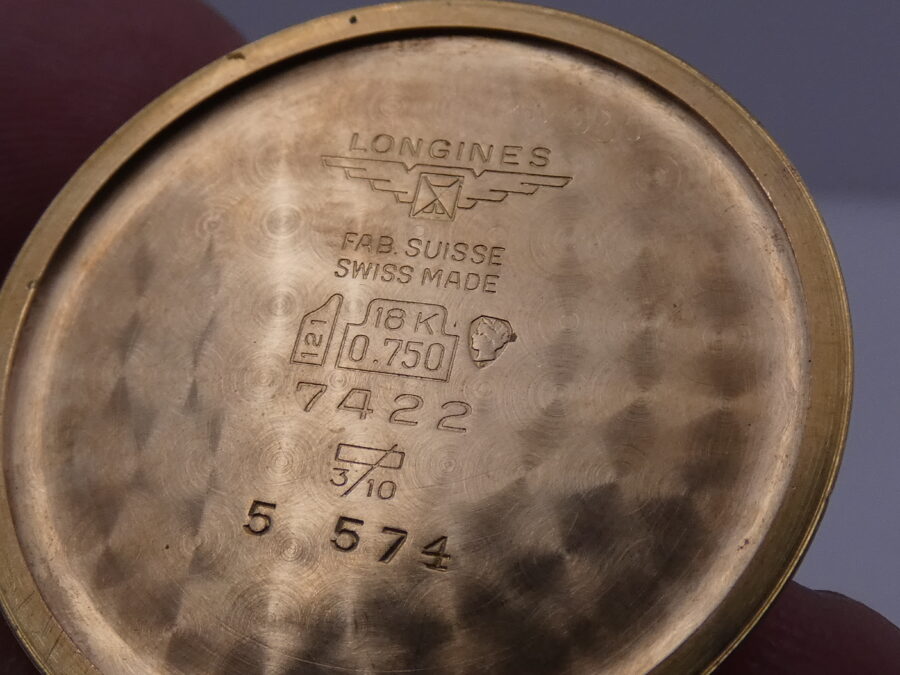 LONGINES
FAB. SUISSE
SWISS MADE
121
18 K
0.750
7422
3/10
5 574